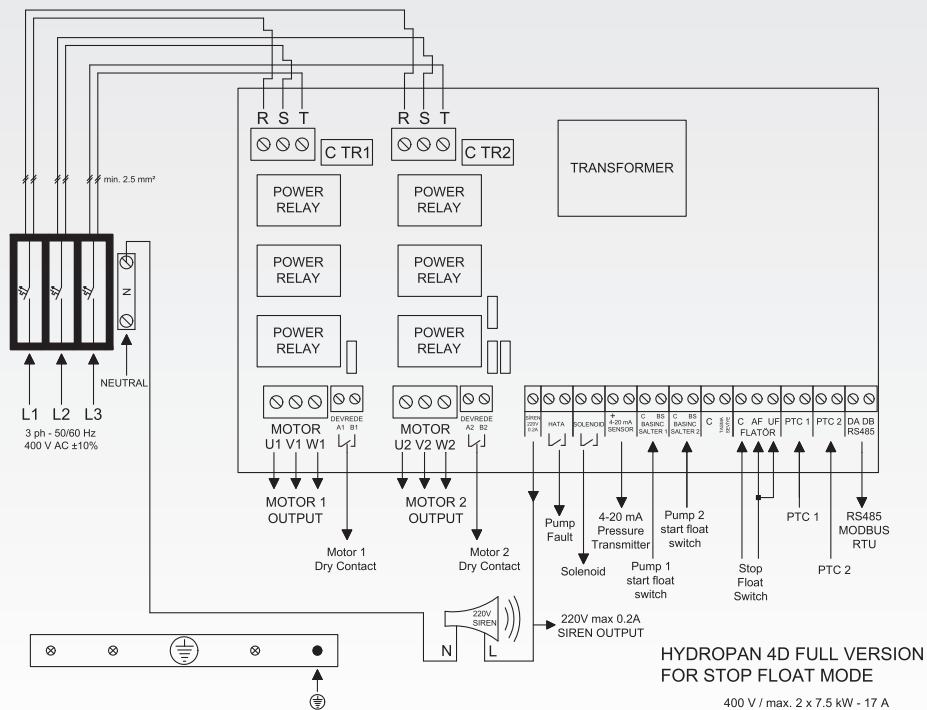 R S T
R S T
C TR1
C TR2
TRANSFORMER
min. 2.5 mm²
POWER
RELAY
POWER
RELAY
POWER
RELAY
POWER
RELAY
POWER
RELAY
POWER
RELAY
N
NEUTRAL
L1 L2 L3
3 ph - 50/60 Hz
400 V AC ±10%
MOTOR
U1 V1 W1
DEVREDE
A1 B1
MOTOR
U2 V2 W2
DEVREDE
A2 B2
SIREN
220V
0.2A
HATA
SOLENOID
+
4-20 mA
SENSOR
C BS
BASINC
SALTER 1
C BS
BASINC
SALTER 2
C
TASMA
SEVIYE
C AF UF
FLATÖR
PTC 1
PTC 2
DA DB
RS485
MOTOR 1
OUTPUT
Motor 1
Dry Contact
MOTOR 2
OUTPUT
Motor 2
Dry Contact
Pump
Fault
Solenoid
4-20 mA
Pressure
Transmitter
Pump 1
start float
switch
Pump 2
start float
switch
Stop
Float
Switch
PTC 1
PTC 2
RS485
MODBUS
RTU
220V
SIREN
N L
220V max 0.2A
SIREN OUTPUT
HYDROPAN 4D FULL VERSION
FOR STOP FLOAT MODE
400 V / max. 2 x 7.5 kW - 17 A